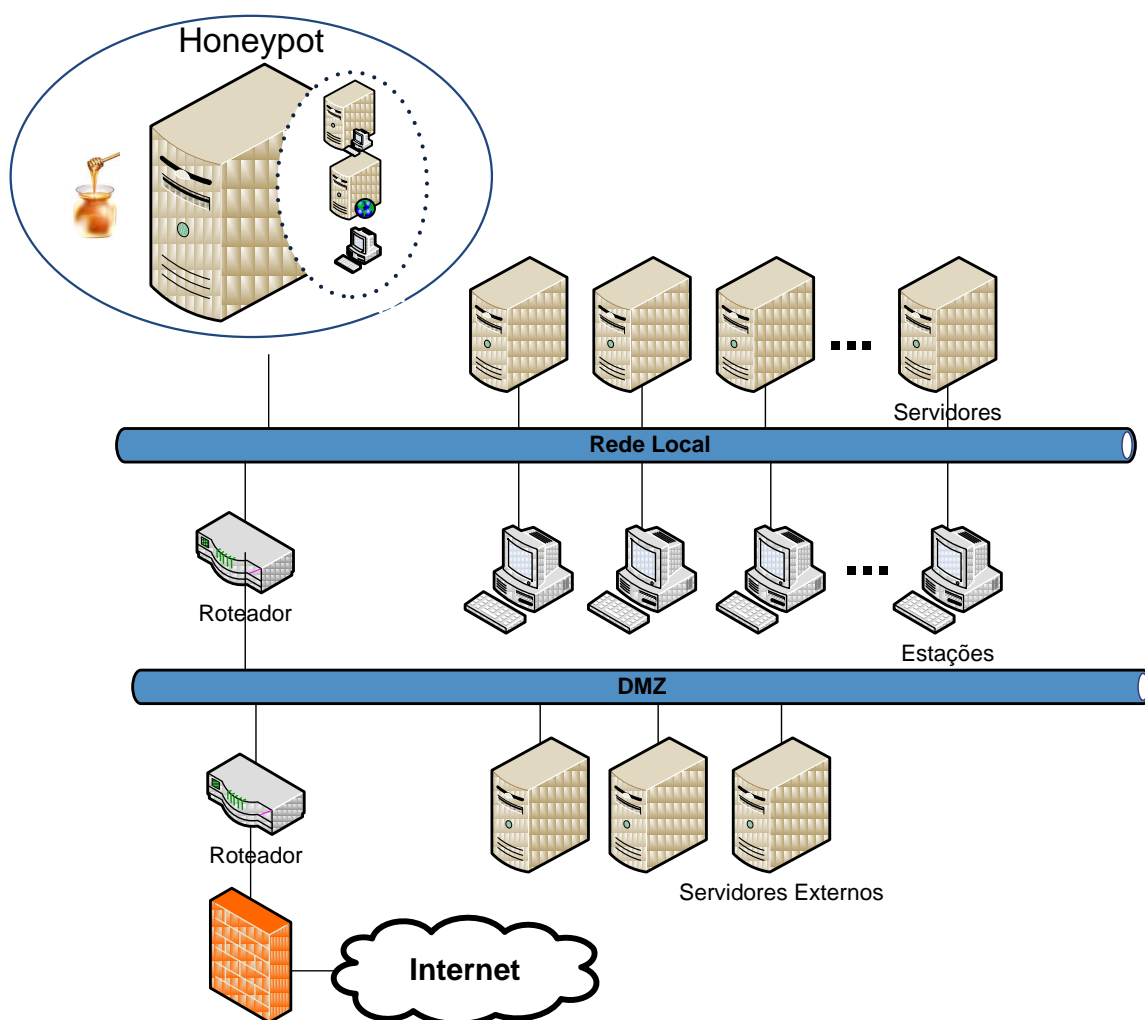 Honeypot
Servidores
Rede Local
Roteador
Estações
DMZ
Roteador
Servidores Externos
Internet